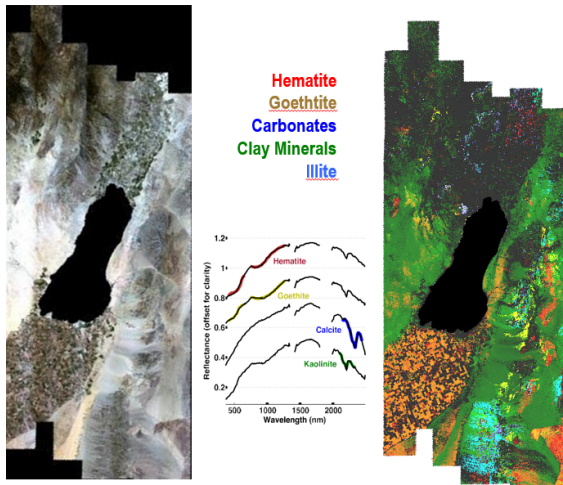 Hematite
Goethtite
Carbonates
Clay Minerals
Illite
1.2
1
0.8
0.6
0.4
0.2
Reflectance (offset for clarity)
Hematite
Goethite
Calcite
Kaolinite
500 1000 1500 2000
Wavelength (nm)